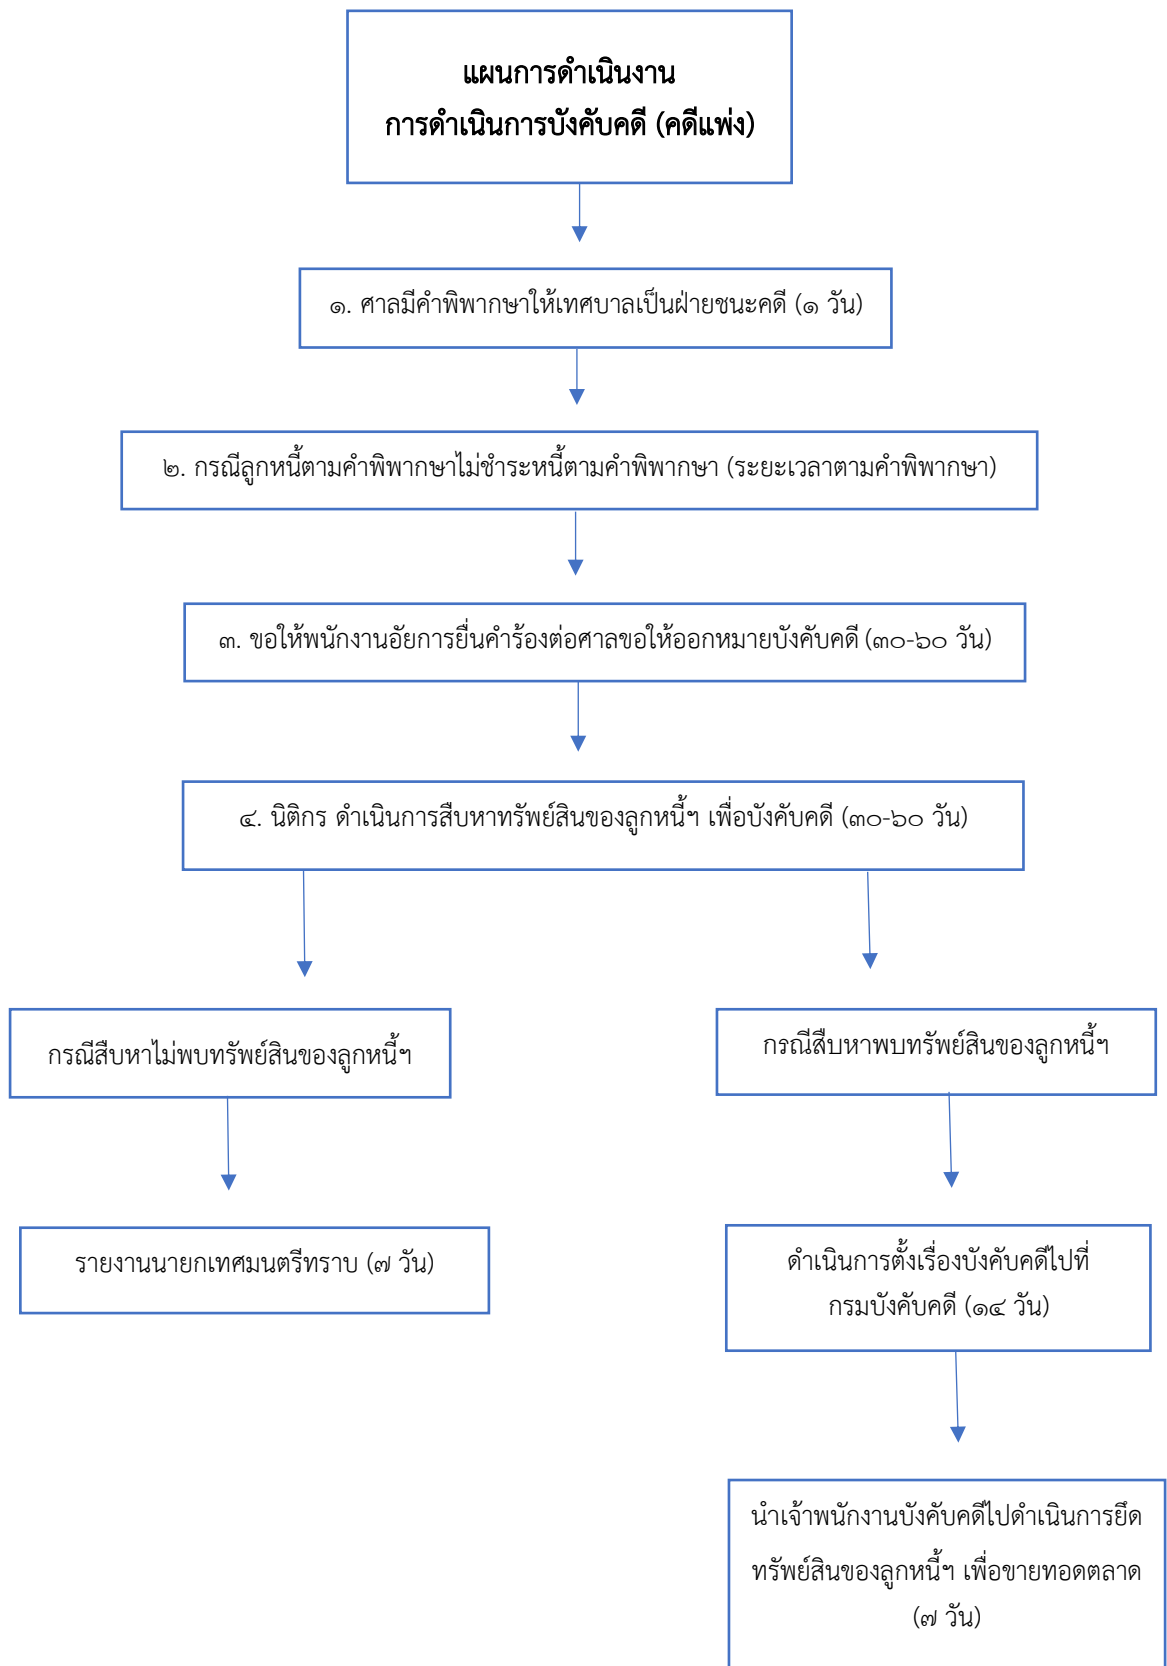 แผนการดำเนินงาน
การดำเนินการบังคับคดี (คดีแพ่ง)
๑. ศาลมีคำพิพากษาให้เทศบาลเป็นฝ่ายชนะคดี (๑ วัน)
๒. กรณีลูกหนี้ตามคำพิพากษาไม่ชำระหนี้ตามคำพิพากษา (ระยะเวลาตามคำพิพากษา)
๓. ขอให้พนักงานอัยการยื่นคำร้องต่อศาลขอให้ออกหมายบังคับคดี (๓๐-๖๐ วัน)
๔. นิติกร ดำเนินการสืบหาทรัพย์สินของลูกหนี้ฯ เพื่อบังคับคดี (๓๐-๖๐ วัน)
กรณีสืบหาไม่พบทรัพย์สินของลูกหนี้ฯ
รายงานนายกเทศมนตรีทราบ (๗ วัน)
กรณีสืบหาพบทรัพย์สินของลูกหนี้ฯ
ดำเนินการตั้งเรื่องบังคับคดีไปที่
กรมบังคับคดี (๑๔ วัน)
นำเจ้าพนักงานบังคับคดีไปดำเนินการยึด
ทรัพย์สินของลูกหนี้ฯ เพื่อขายทอดตลาด
(๗ วัน)